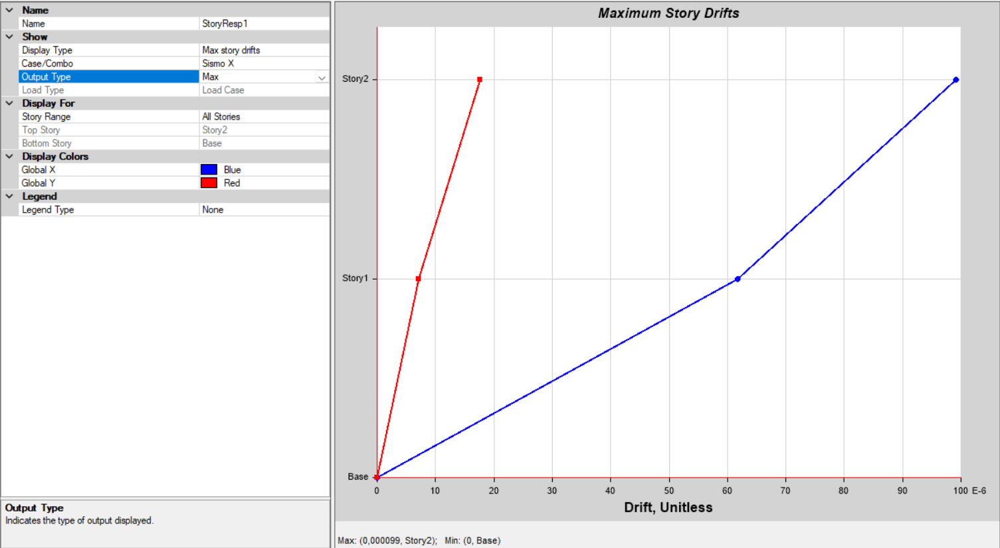 Name
Name StoryResp1
Show
Display Type Max story drifts
Case/Combo Sismo X
Output Type Max
Load Type Load Case
Display For
Story Range All Stories
Top Story Story2
Bottom Story Base
Display Colors
Global X Blue
Global Y Red
Legend
Legend Type None
Output Type
Indicates the type of output displayed.
Maximum Story Drifts
Story2
Story1
Base
0 10 20 30 40 50 60 70 80 90 100 E-6
Drift, Unitless
Max: (0,000099, Story2); Min: (0, Base)